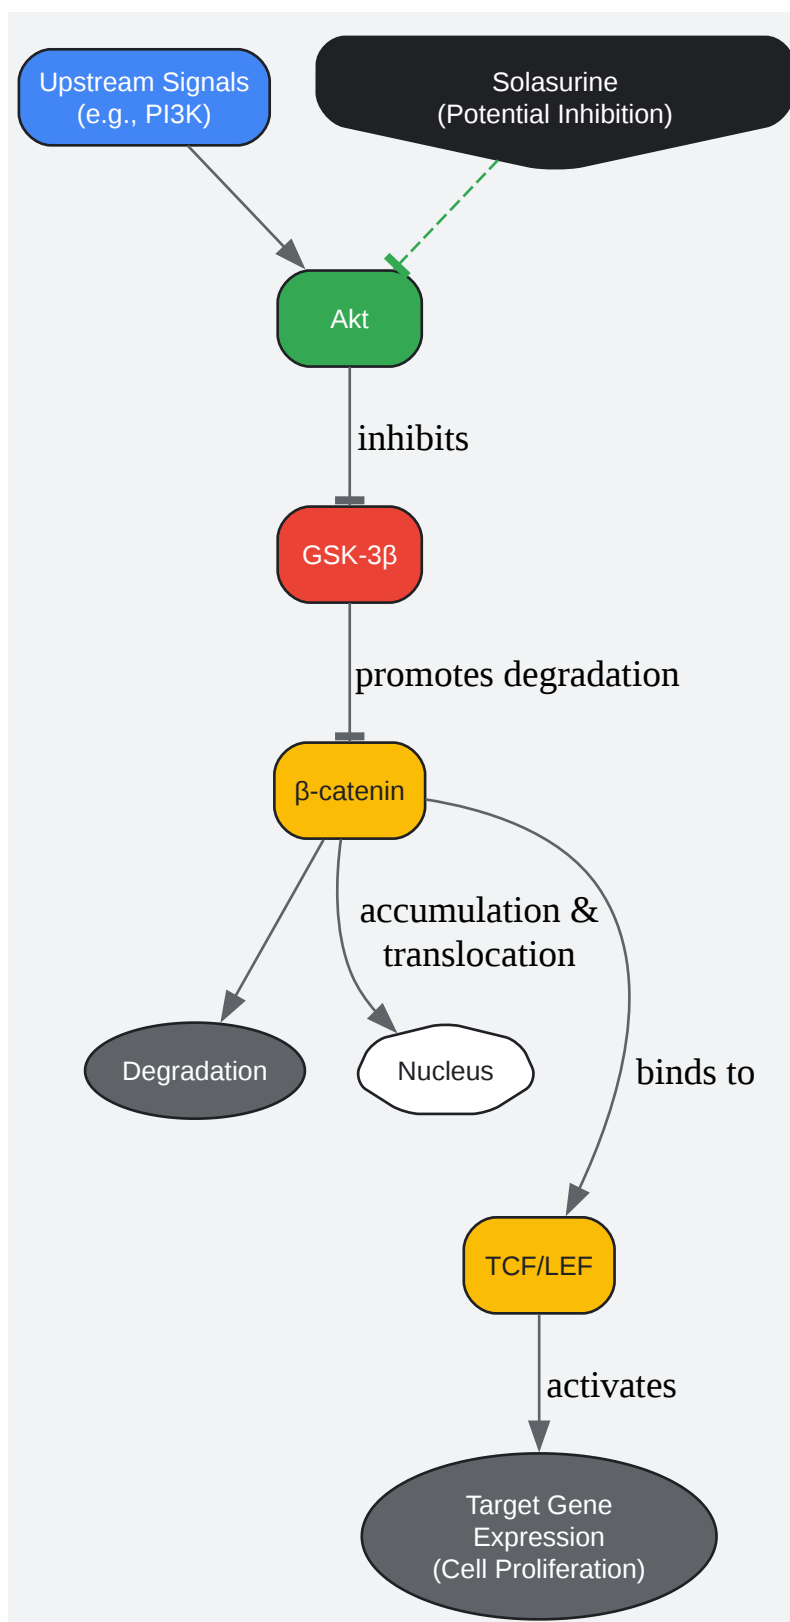 Upstream Signals
(e.g., PI3K)
Solasurine
(Potential Inhibition)
Akt
inhibits
GSK-3β
promotes degradation
β-catenin
accumulation &
translocation
Degradation
Nucleus
binds to
TCF/LEF
activates
Target Gene
Expression
(Cell Proliferation)